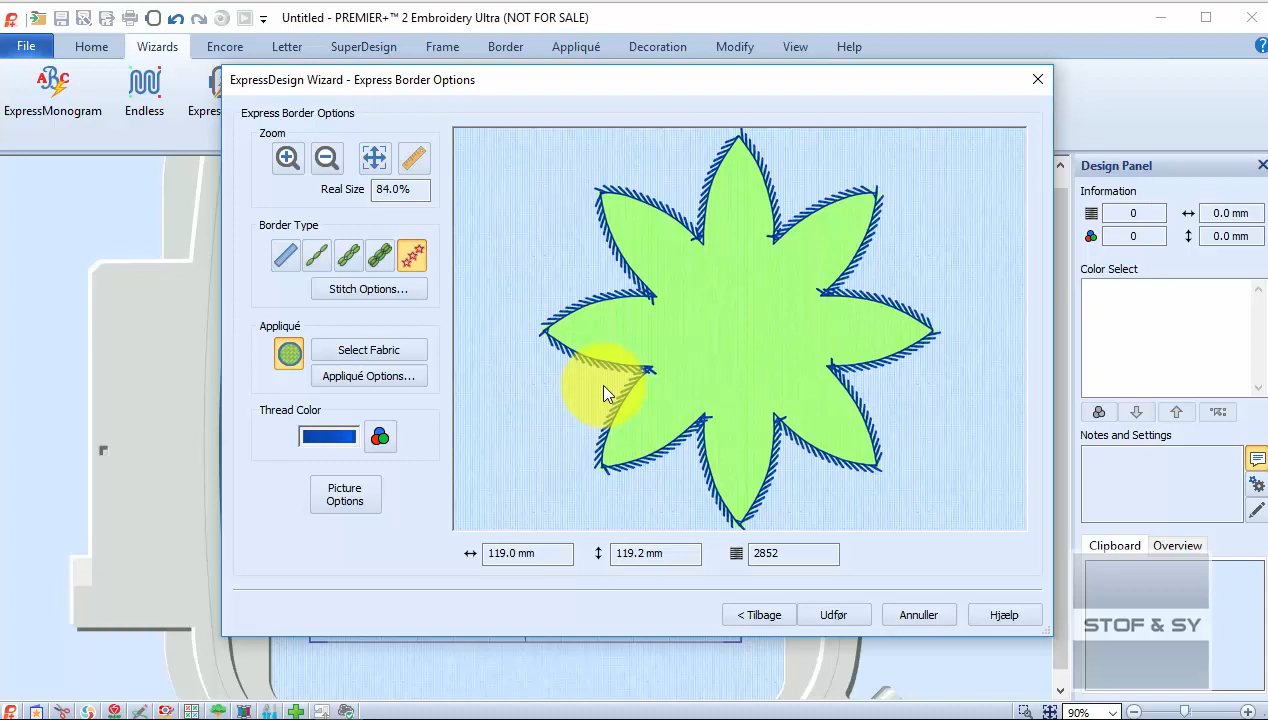 Untitled - PREMIER+™ 2 Embroidery Ultra (NOT FOR SALE)
File Home Wizards Encore Letter SuperDesign Frame Border Appliqué Decoration Modify View Help
ExpressMonogram Endless Expres
ExpressDesign Wizard - Express Border Options
Express Border Options
Zoom
Real Size 84.0%
Border Type
Stitch Options...
Appliqué
Select Fabric
Appliqué Options...
Thread Color
Picture Options
119.0 mm 119.2 mm 2852
< Tilbage Udfør Annuller Hjælp
Design Panel
Information
0 0.0 mm
0 0.0 mm
Color Select
Notes and Settings
Clipboard Overview
STOF & SY
90%